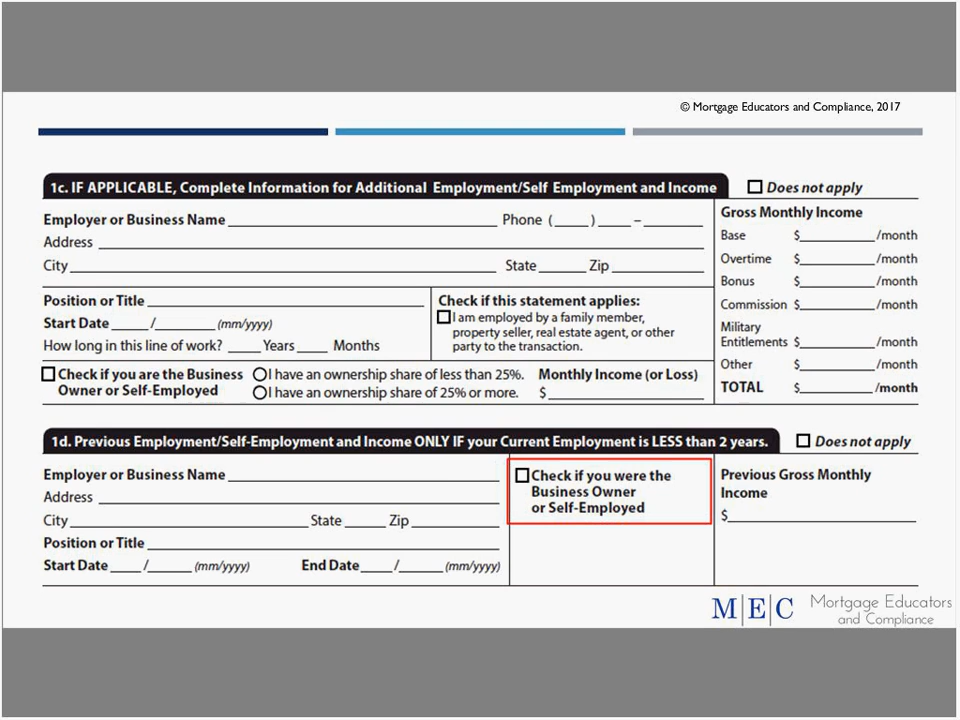 © Mortgage Educators and Compliance, 2017
1c. IF APPLICABLE, Complete Information for Additional Employment/Self Employment and Income
Does not apply
Employer or Business Name
Phone ( ) –
Address
City
State
Zip
Gross Monthly Income
Base $ /month
Overtime $ /month
Bonus $ /month
Commission $ /month
Military
Entitlements $ /month
Other $ /month
TOTAL $ /month
Position or Title
Start Date / (mm/yyyy)
How long in this line of work? Years Months
Check if this statement applies:
I am employed by a family member,
property seller, real estate agent, or other
party to the transaction.
Check if you are the Business
Owner or Self-Employed
I have an ownership share of less than 25%.
I have an ownership share of 25% or more.
Monthly Income (or Loss)
$
1d. Previous Employment/Self-Employment and Income ONLY IF your Current Employment is LESS than 2 years.
Does not apply
Employer or Business Name
Address
City State Zip
Position or Title
Start Date / (mm/yyyy) End Date / (mm/yyyy)
Check if you were the
Business Owner
or Self-Employed
Previous Gross Monthly
Income
$
M|E|C
Mortgage Educators
and Compliance